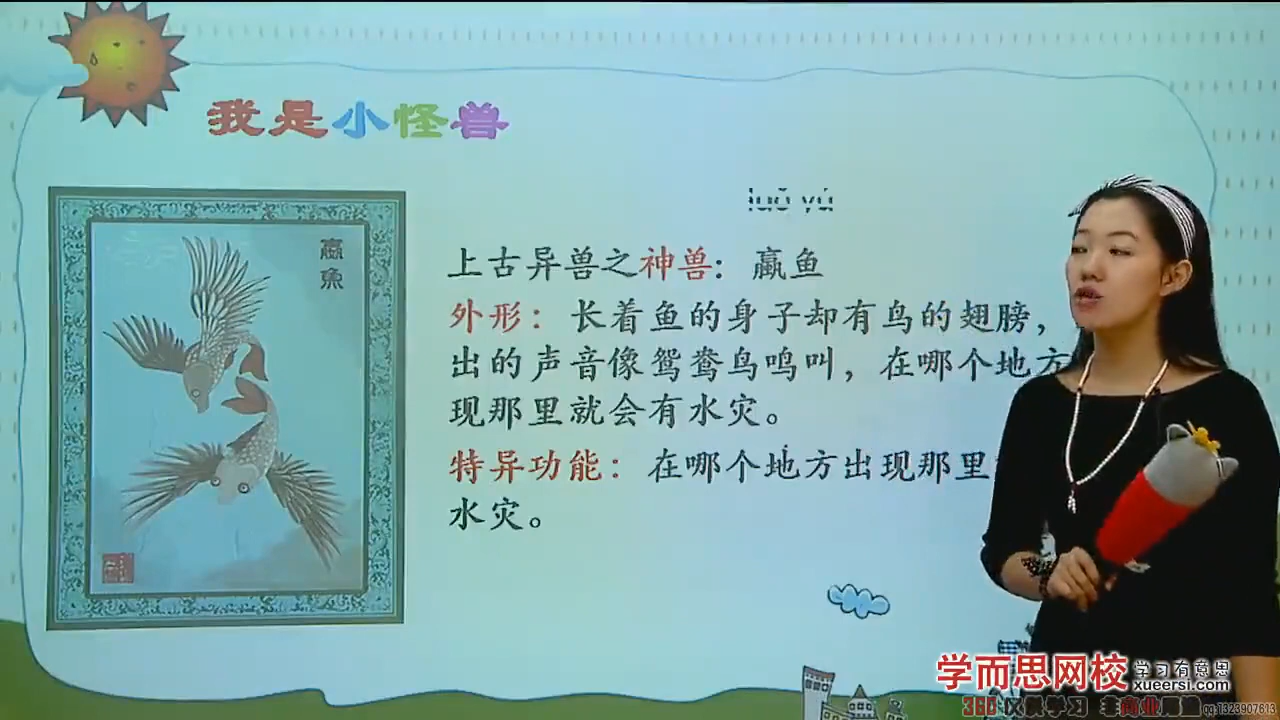 我是小怪兽
luǒ yú
上古异兽之神兽：蠃鱼
外形：长着鱼的身子却有鸟的翅膀，
出的声音像鸳鸯鸟鸣叫，在哪个地方
现那里就会有水灾。
特异功能：在哪个地方出现那里
水灾。
蠃
魚
学而思网校
学习有意思
xueersi.com
qq:1323907613